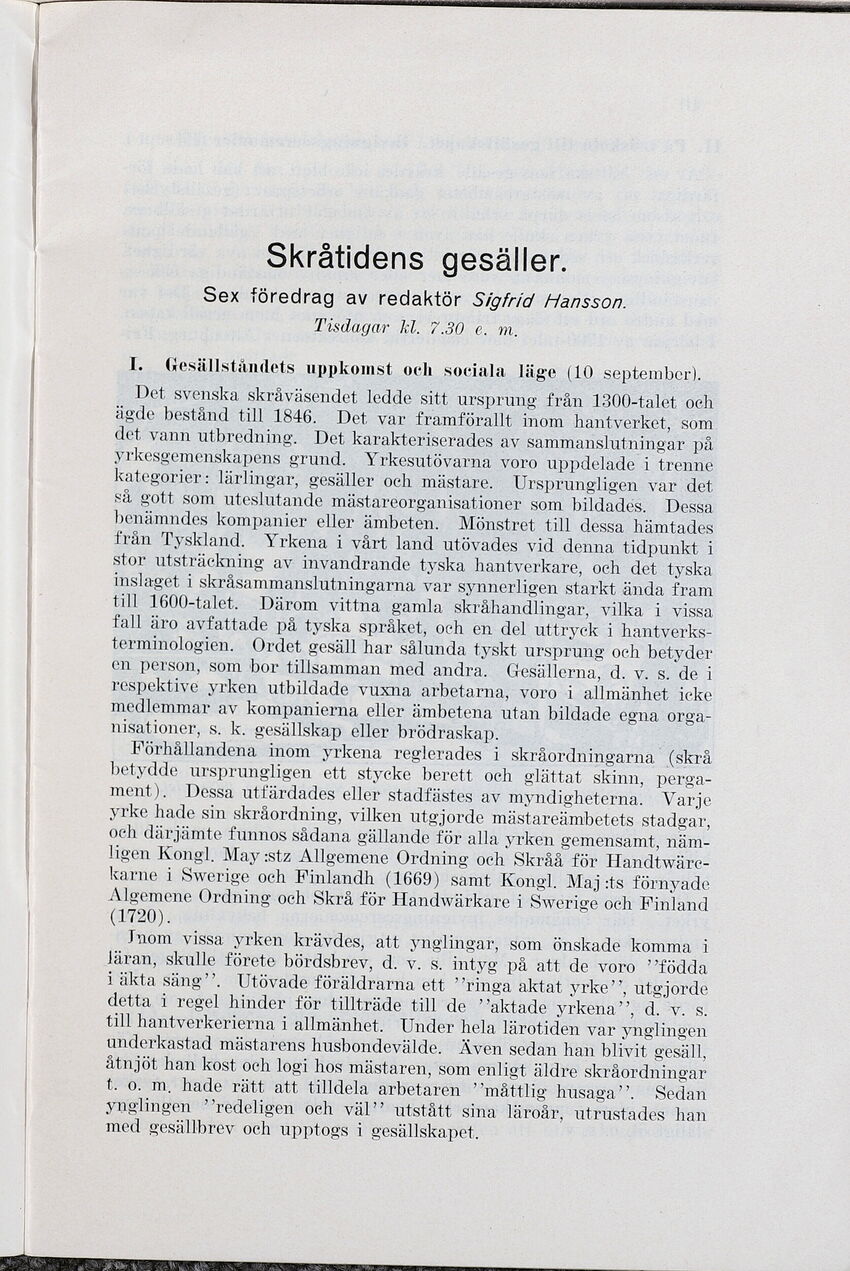 Skråtidens gesäller.
Sex föredrag av redaktör Sigfrid Hansson.
Tisdagar kl. 7.30 e. m.
I. Gesällståndets uppkomst och sociala läge (10 september).
Det svenska skråväsendet ledde sitt ursprung från 1300-talet och
ägde bestånd till 1846. Det var framförallt inom hantverket, som
det vann utbredning. Det karakteriserades av sammanslutningar på
yrkesgemenskapens grund. Yrkesutövarna voro uppdelade i trenne
kategorier: lärlingar, gesäller och mästare. Ursprungligen var det
så gott som uteslutande mästareorganisationer som bildades. Dessa
benämndes kompanier eller ämbeten. Mönstret till dessa hämtades
från Tyskland. Yrkena i vårt land utövades vid denna tidpunkt i
stor utsträckning av invandrande tyska hantverkare, och det tyska
inslaget i skråsammanslutningarna var synnerligen starkt ända fram
till 1600-talet. Därom vittna gamla skråhandlingar, vilka i vissa
fall äro avfattade på tyska språket, och en del uttryck i hantverks-
terminologien. Ordet gesäll har sålunda tyskt ursprung och betyder
en person, som bor tillsamman med andra. Gesällerna, d. v. s. de i
respektive yrken utbildade vuxna arbetarna, voro i allmänhet icke
medlemmar av kompanierna eller ämbetena utan bildade egna orga-
nisationer, s. k. gesällskap eller brödraskap.
Förhållandena inom yrkena reglerades i skråordningarna (skrå
betydde ursprungligen ett stycke berett och glättat skinn, perga-
ment). Dessa utfärdades eller stadfästes av myndigheterna. Varje
yrke hade sin skråordning, vilken utgjorde mästareämbetets stadgar,
och därjämte funnos sådana gällande för alla yrken gemensamt, näm-
ligen Kongl. May:stz Allgemene Ordning och Skråå för Handtwäre-
karne i Swerige och Finlandh (1669) samt Kongl. Maj:ts förnyade
Algemene Ordning och Skrå för Handwärkare i Swerige och Finland
(1720).
Inom vissa yrken krävdes, att ynglingar, som önskade komma i
läran, skulle förete bördsbrev, d. v. s. intyg på att de voro ”födda
i äkta säng”. Utövade föräldrarna ett ”ringa aktat yrke”, utgjorde
detta i regel hinder för tillträde till de ”aktade yrkena”, d. v. s.
till hantverkerierna i allmänhet. Under hela lärotiden var ynglingen
underkastad mästarens husbondevälde. Även sedan han blivit gesäll,
åtnjöt han kost och logi hos mästaren, som enligt äldre skråordningar
t. o. m. hade rätt att tilldela arbetaren ”måttlig husaga”. Sedan
ynglingen ”redeligen och väl” utstått sina läroår, utrustades han
med gesällbrev och upptogs i gesällskapet.